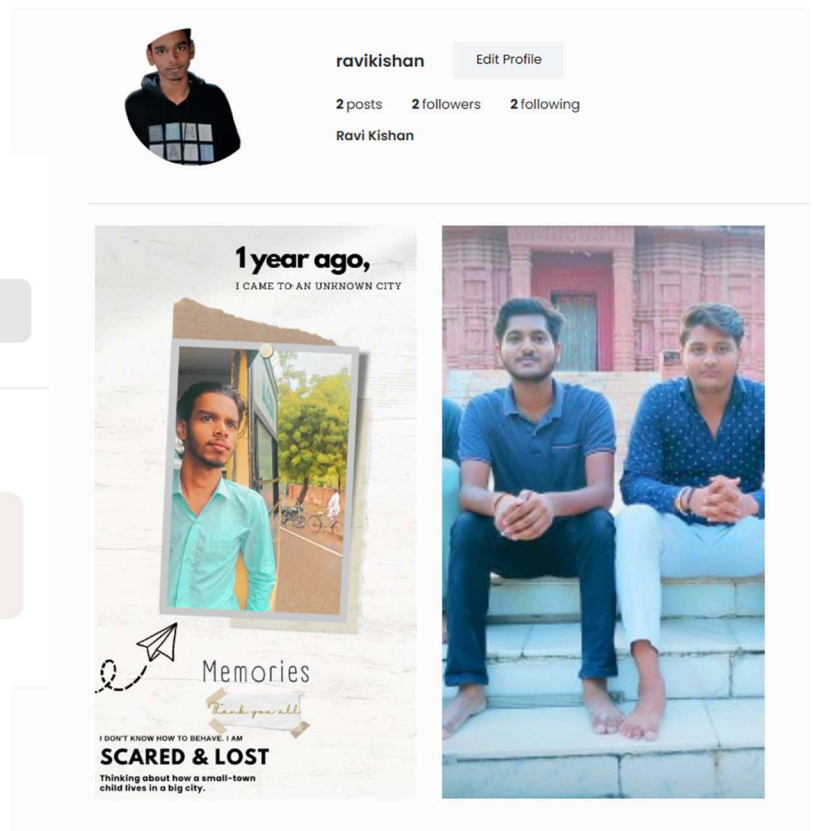 ravikishan
Edit Profile
2 posts 2 followers 2 following
Ravi Kishan
1 year ago,
I CAME TO AN UNKNOWN CITY
Memories
Thank you all
I DON'T KNOW HOW TO BEHAVE. I AM
SCARED & LOST
Thinking about how a small-town
child lives in a big city.